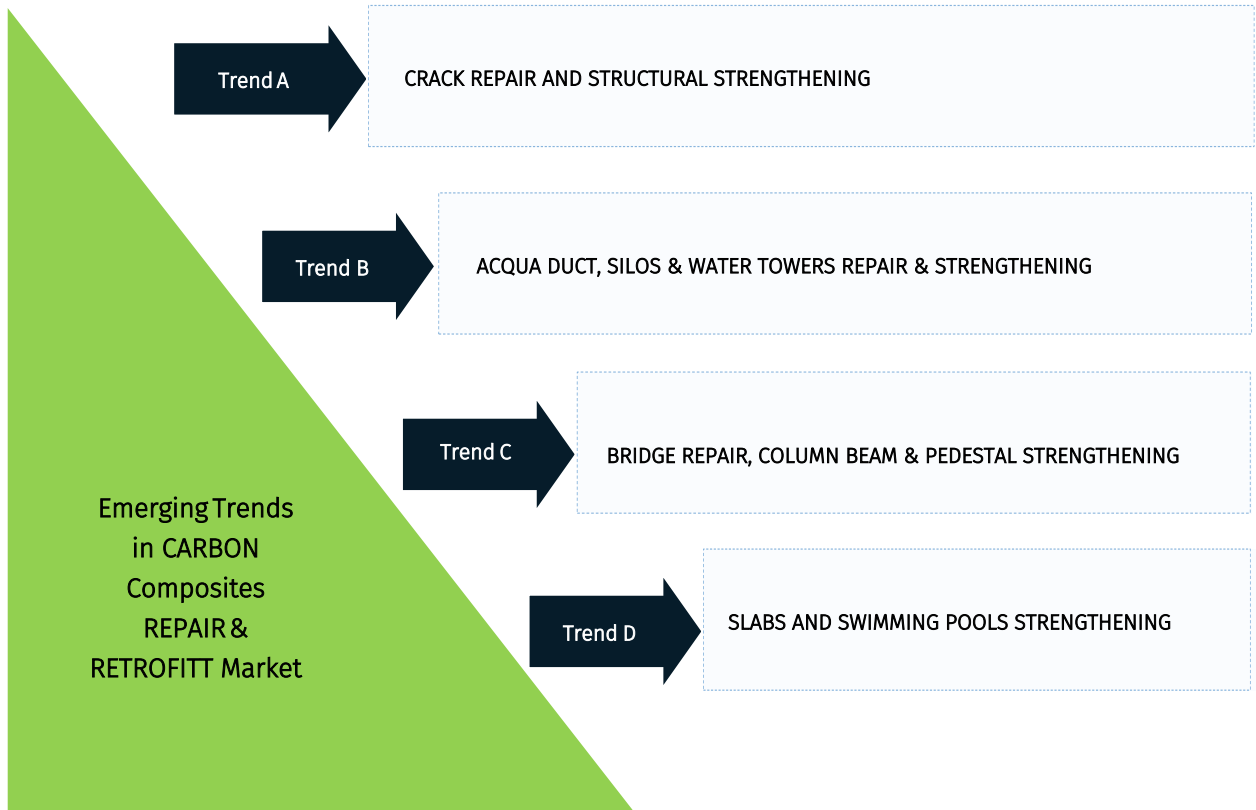 Trend A
CRACK REPAIR AND STRUCTURAL STRENGTHENING
Trend B
ACQUA DUCT, SILOS & WATER TOWERS REPAIR & STRENGTHENING
Trend C
BRIDGE REPAIR, COLUMN BEAM & PEDESTAL STRENGTHENING
Trend D
SLABS AND SWIMMING POOLS STRENGTHENING
Emerging Trends
in CARBON
Composites
REPAIR &
RETROFITT Market